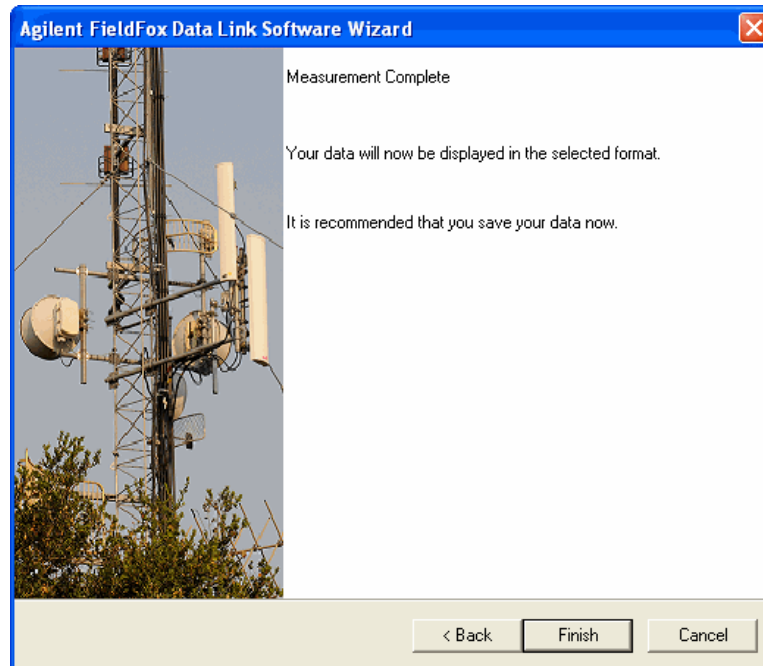 Agilent FieldFox Data Link Software Wizard
Measurement Complete
Your data will now be displayed in the selected format.
It is recommended that you save your data now.
< Back Finish Cancel